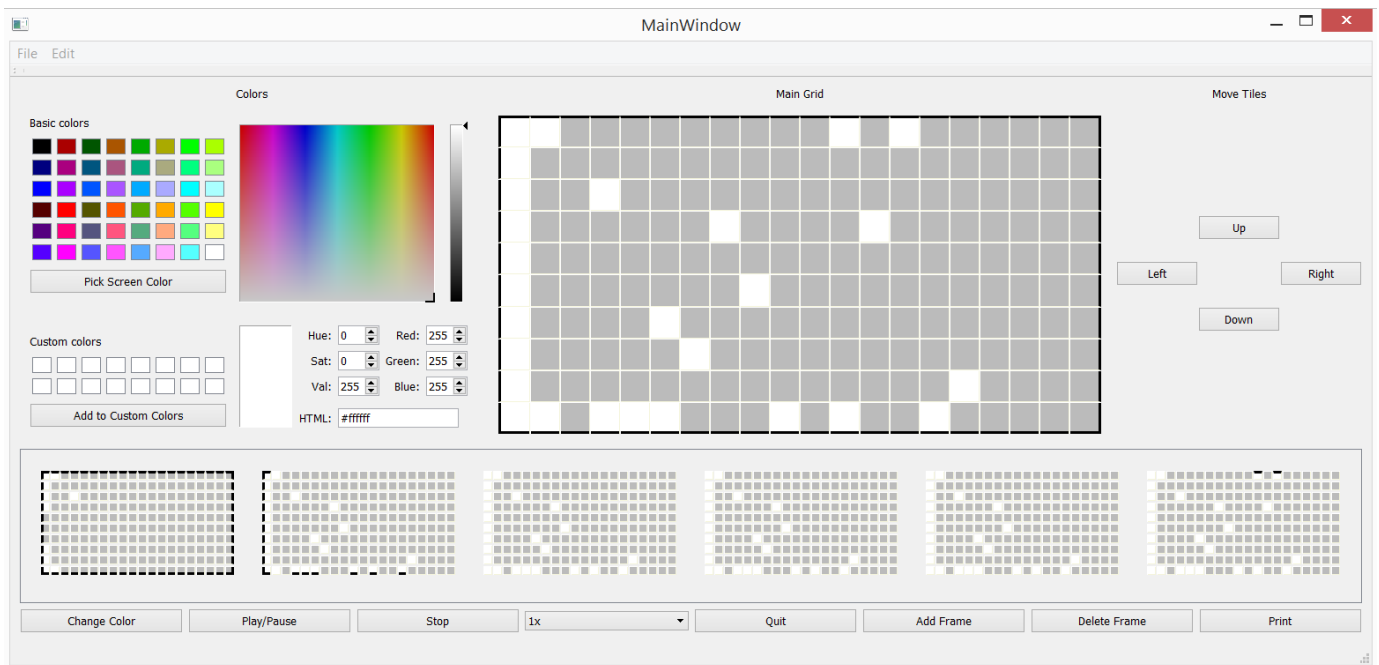 MainWindow
File Edit
Colors
Main Grid
Move Tiles
Basic colors
Pick Screen Color
Custom colors
Add to Custom Colors
Hue: 0 Red: 255
Sat: 0 Green: 255
Val: 255 Blue: 255
HTML: #ffffff
Up
Left Right
Down
Change Color Play/Pause Stop 1x Quit Add Frame Delete Frame Print